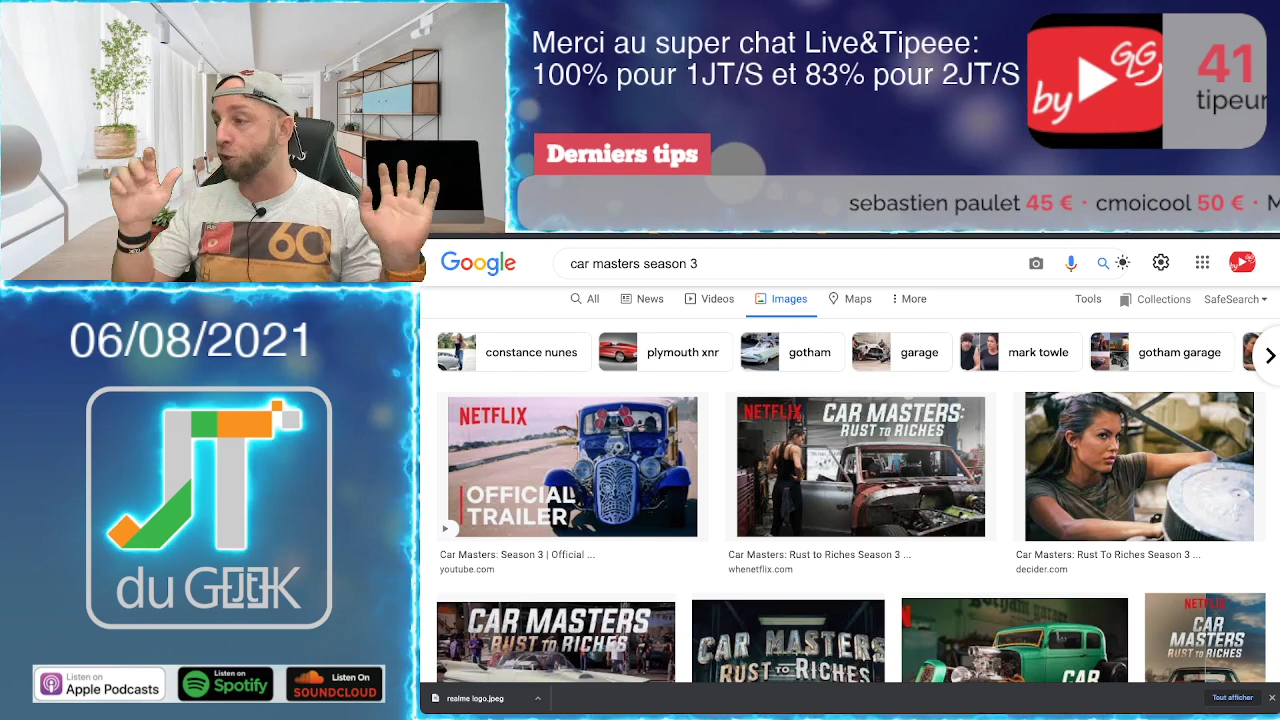 Merci au super chat Live&Tipeee:
100% pour 1JT/S et 83% pour 2JT/S
by GLG
41
tipeur
Derniers tips
sebastien paulet 45 € · cmoicool 50 € · M
60
Google
car masters season 3
All
News
Videos
Images
Maps
More
Tools
Collections
SafeSearch
constance nunes
plymouth xnr
gotham
garage
mark towle
gotham garage
NETFLIX
OFFICIAL
TRAILER
NETFLIX
CAR MASTERS:
RUST TO RICHES
Car Masters: Season 3 | Official ...
youtube.com
Car Masters: Rust to Riches Season 3 ...
whenetflix.com
Car Masters: Rust To Riches Season 3 ...
decider.com
CAR MASTERS
RUST TO RICHES
CAR MASTERS
RUST TO RICHES
CAR
NETFLIX
CAR
MASTERS
RUST TO RICHES
06/08/2021
JT
du GEEK
Listen on
Apple Podcasts
Listen on
Spotify
Listen On
SOUNDCLOUD
realme logo.jpeg
Tout afficher